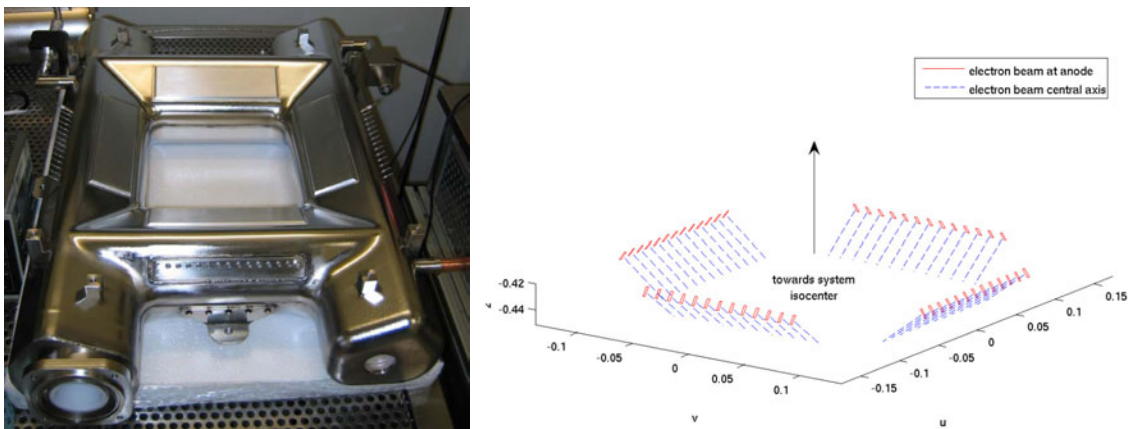 electron beam at anode
electron beam central axis
towards system
isocenter
-0.42
-0.44
z
-0.1
-0.05
0
0.05
0.1
v
-0.15
-0.1
-0.05
0
0.05
0.1
0.15
u